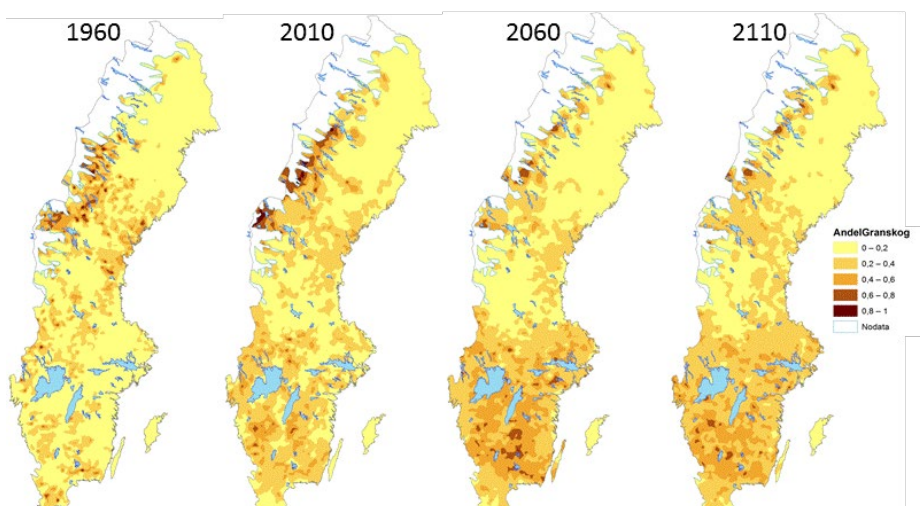 1960
2010
2060
2110
AndelGranskog
0 – 0,2
0,2 – 0,4
0,4 – 0,6
0,6 – 0,8
0,8 – 1
Nodata